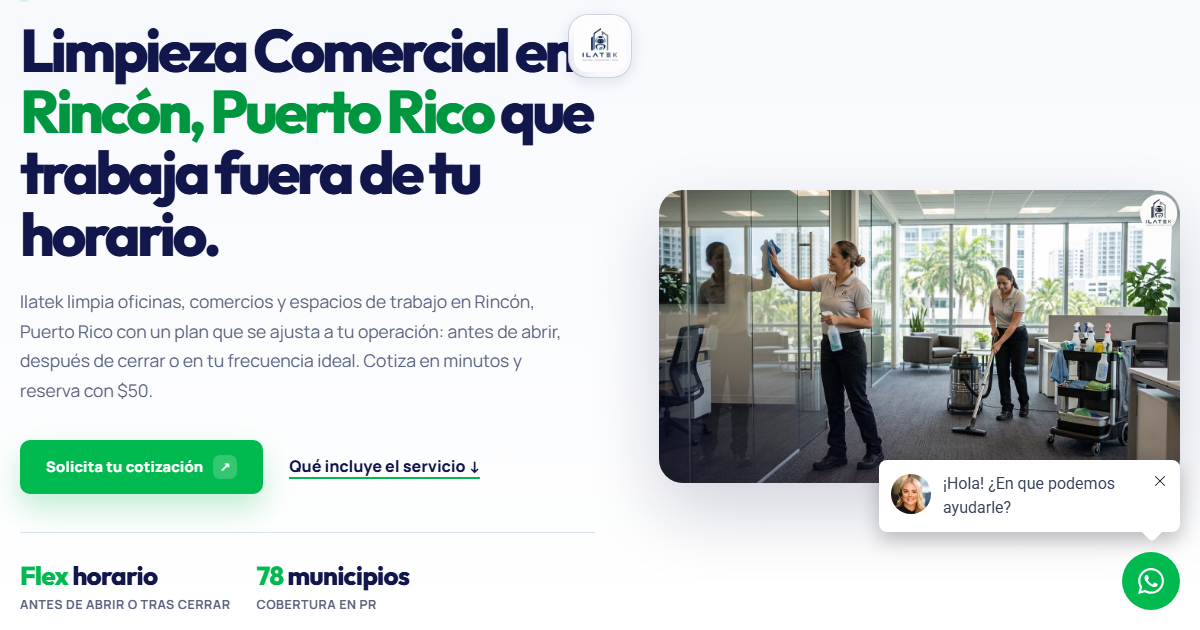 Limpieza Comercial en
ILATEK
Rincón, Puerto Rico que
trabaja fuera de tu
horario.
Ilatek limpia oficinas, comercios y espacios de trabajo en Rincón,
Puerto Rico con un plan que se ajusta a tu operación: antes de abrir,
después de cerrar o en tu frecuencia ideal. Cotiza en minutos y
reserva con $50.
Solicita tu cotización ↗
Qué incluye el servicio ↓
Flex horario
ANTES DE ABRIR O TRAS CERRAR
78 municipios
COBERTURA EN PR
ILATEK
¡Hola! ¿En que podemos
ayudarle?